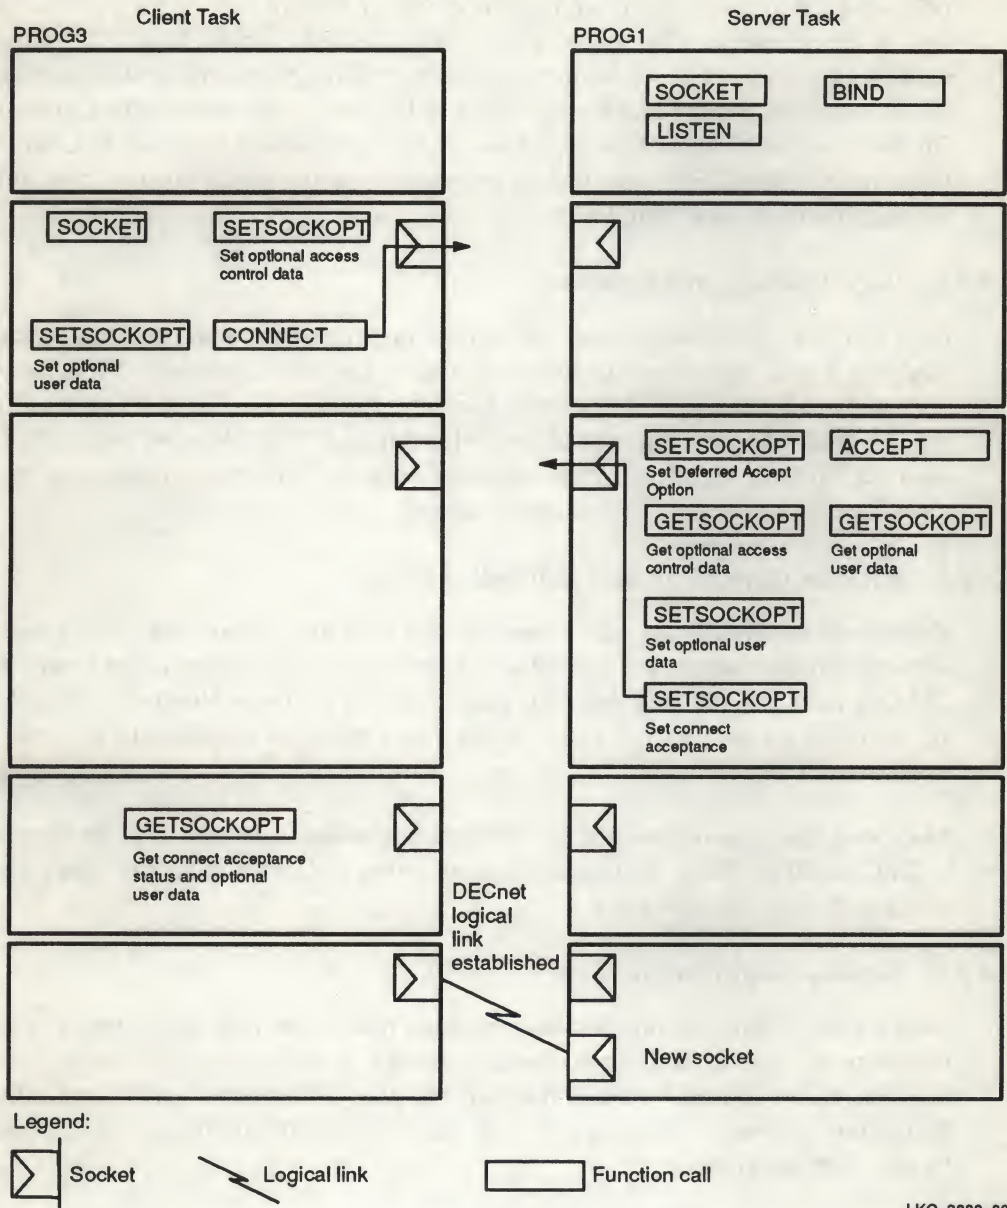 Client Task
PROG3
Server Task
PROG1
SOCKET
BIND
LISTEN
SOCKET
SETSOCKOPT
Set optional access
control data
SETSOCKOPT
CONNECT
Set optional
user data
SETSOCKOPT
ACCEPT
Set Deferred Accept
Option
GETSOCKOPT
GETSOCKOPT
Get optional access
control data
Get optional
user data
SETSOCKOPT
Set optional user
data
SETSOCKOPT
Set connect
acceptance
GETSOCKOPT
Get connect acceptance
status and optional
user data
DECnet
logical
link
established
New socket
Legend:
Socket
Logical link
Function call